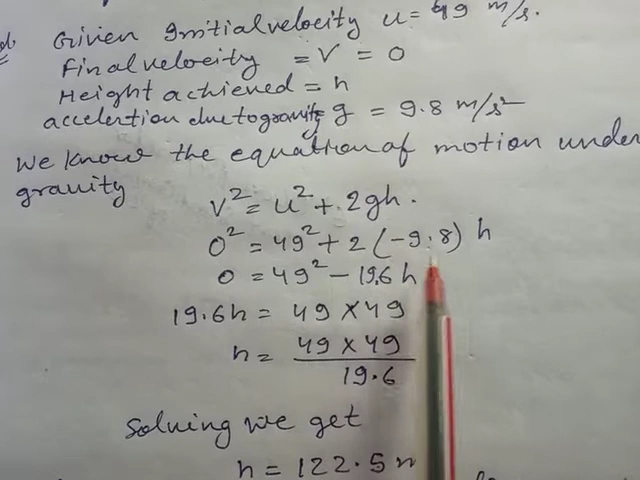 Given Initial velocity u = 49 m/s.
Final velocity = V = 0
Height achieved = h
accelertion due to gravity g = 9.8 m/s²
We know the equation of motion under
gravity
V² = u² + 2gh.
0² = 49² + 2 (-9.8) h
0 = 49² - 19.6 h
19.6h = 49 × 49
h = 49 × 49
19.6
Solving we get
h = 122.5 m